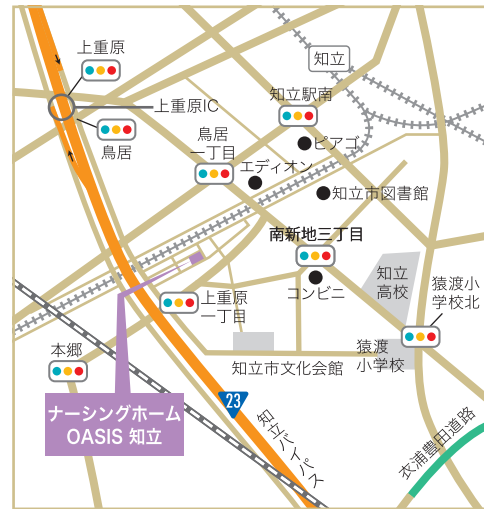 上重原
知立
知立駅南
上重原IC
鳥居
鳥居
一丁目
ピアゴ
エディオン
知立市図書館
南新地三丁目
知立
高校
コンビニ
猿渡小
学校北
上重原
一丁目
猿渡
小学校
本郷
知立市文化会館
ナーシングホーム
OASIS 知立
23
知立バイパス
衣浦豊田道路